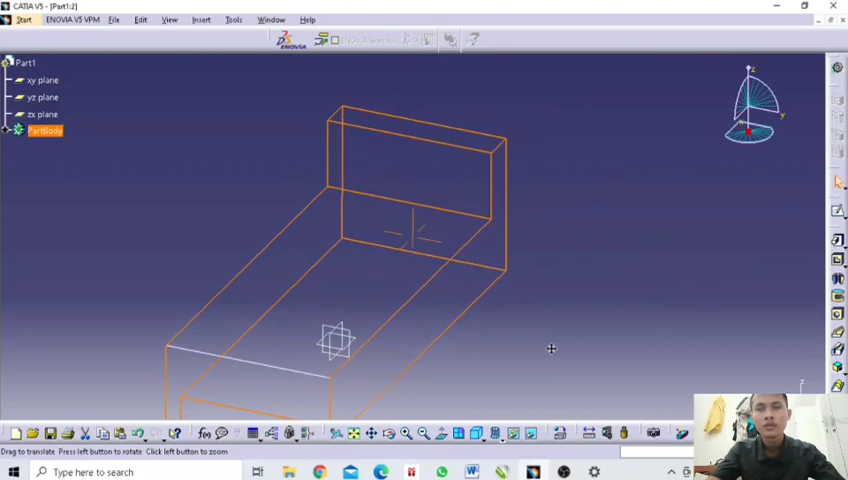 CATIA V5 - [Part1:2]
Start ENOVIA V5 VPM File Edit View Insert Tools Window Help
ENOVIA
Part1
xy plane
yz plane
zx plane
PartBody
z
y
x
z
Drag to translate Press left button to rotate Click left button to zoom
Type here to search